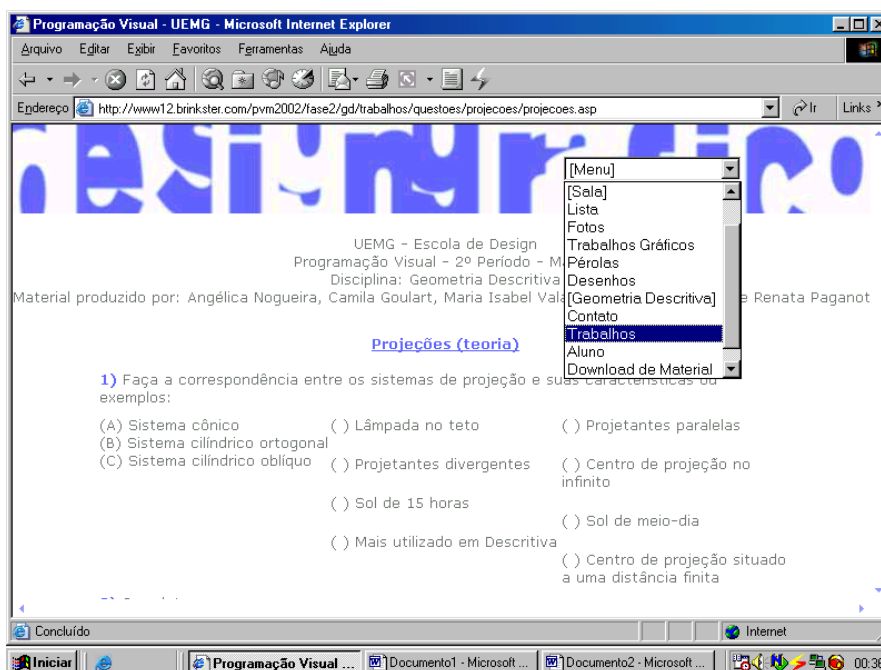 Programação Visual - UEMG - Microsoft Internet Explorer
Arquivo Editar Exibir Favoritos Ferramentas Ajuda
Endereço http://www12.brinkster.com/pvm2002/fase2/gd/trabalhos/questoes/projecoes/projecoes.asp Ir Links
[Menu]
[Sala]
Lista
Fotos
Trabalhos Gráficos
Pérolas
Desenhos
[Geometria Descritiva]
Contato
Trabalhos
Aluno
Download de Material
UEMG - Escola de Design
Programação Visual - 2º Período - M
Disciplina: Geometria Descritiva
Material produzido por: Angélica Nogueira, Camila Goulart, Maria Isabel e Renata Paganot
Projeções (teoria)
1) Faça a correspondência entre os sistemas de projeção e suas características ou
exemplos:
(A) Sistema cônico
(B) Sistema cilíndrico ortogonal
(C) Sistema cilíndrico oblíquo
( ) Lâmpada no teto
( ) Projetantes divergentes
( ) Sol de 15 horas
( ) Mais utilizado em Descritiva
( ) Projetantes paralelas
( ) Centro de projeção no
infinito
( ) Sol de meio-dia
( ) Centro de projeção situado
a uma distância finita
Concluído Internet
Iniciar Programação Visual ... Documento1 - Microsoft ... Documento2 - Microsoft ...